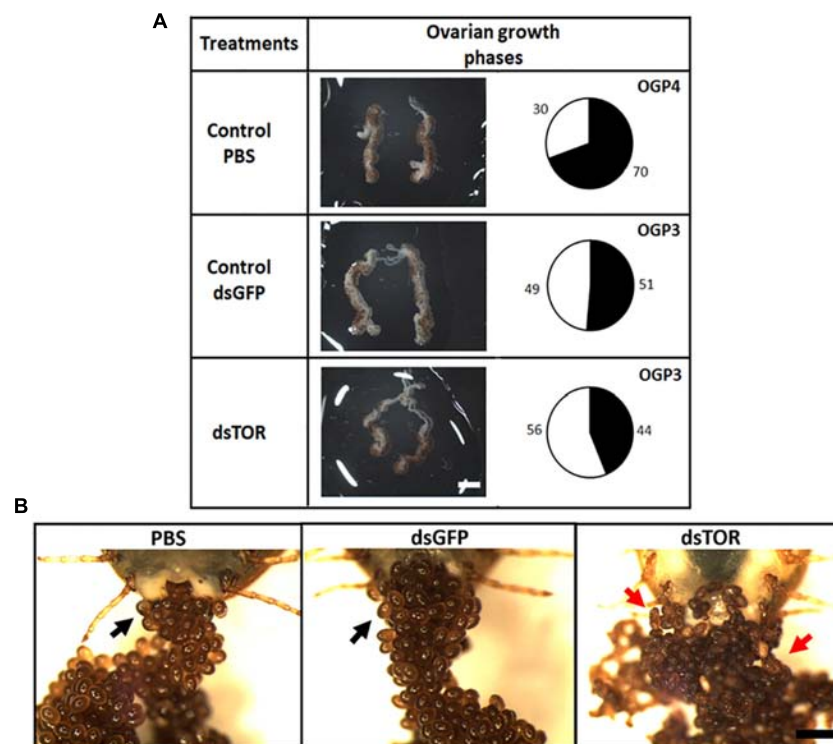 A
Treatments
Ovarian growth
phases
Control
PBS
OGP4
30
70
Control
dsGFP
OGP3
49
51
dsTOR
OGP3
56
44
B
PBS
dsGFP
dsTOR